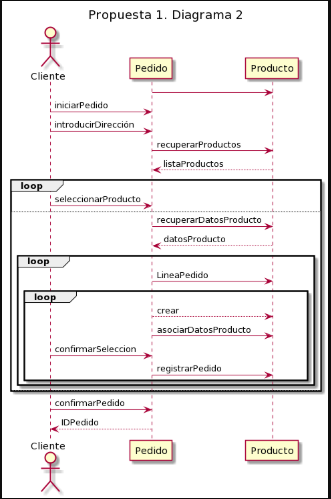 Propuesta 1. Diagrama 2
Cliente
Pedido
Producto
iniciarPedido
introducirDirección
recuperarProductos
listaProductos
loop
seleccionarProducto
recuperarDatosProducto
datosProducto
loop
LineaPedido
loop
crear
asociarDatosProducto
confirmarSeleccion
registrarPedido
confirmarPedido
IDPedido
Cliente
Pedido
Producto